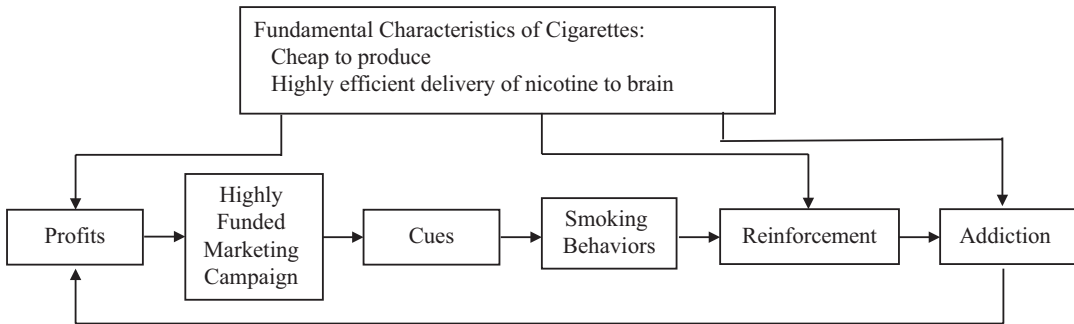 Fundamental Characteristics of Cigarettes:
Cheap to produce
Highly efficient delivery of nicotine to brain
Profits
Highly
Funded
Marketing
Campaign
Cues
Smoking
Behaviors
Reinforcement
Addiction